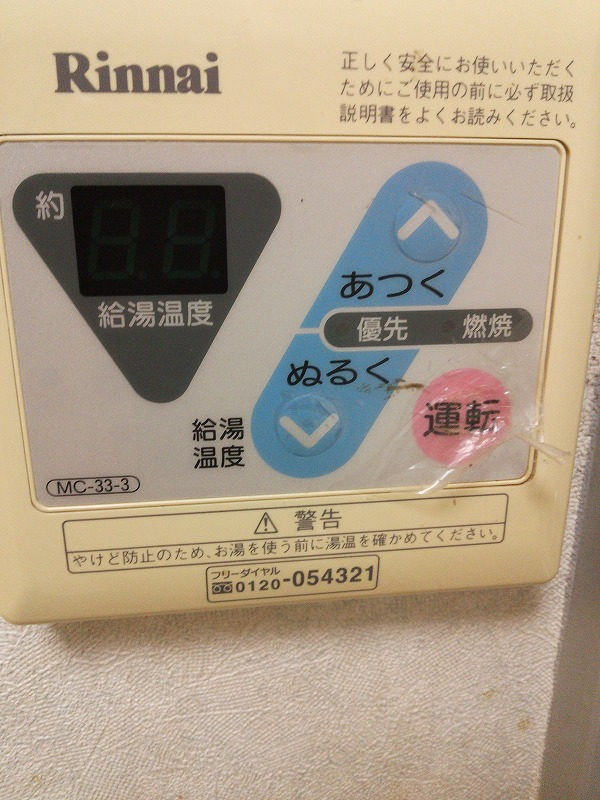 Rinnai
正しく安全にお使いいただく
ためにご使用の前に必ず取扱
説明書をよくお読みください。
約
給湯温度
あつく
優先 燃焼
ぬるく
運転
給湯
温度
MC-33-3
警告
やけど防止のため、お湯を使う前に湯温を確かめてください。
フリーダイヤル
0120-054321